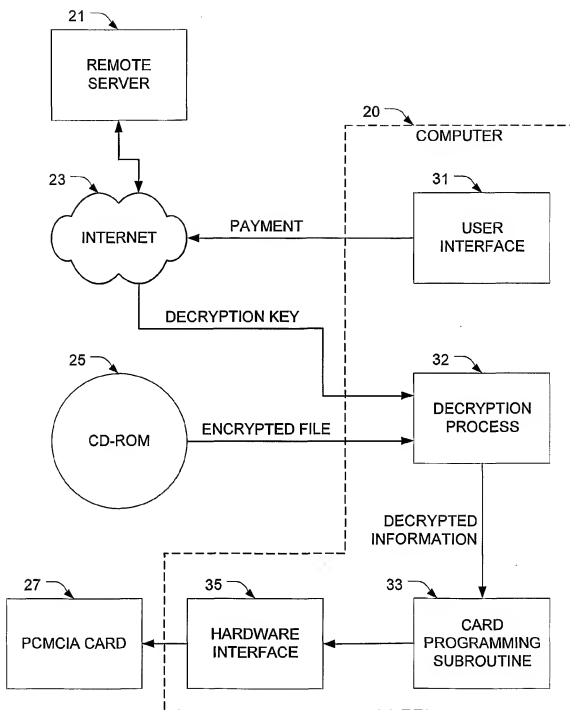 21
REMOTE
SERVER
20
COMPUTER
23
INTERNET
PAYMENT
31
USER
INTERFACE
DECRYPTION KEY
25
CD-ROM
ENCRYPTED FILE
32
DECRYPTION
PROCESS
DECRYPTED
INFORMATION
27
PCMCIA CARD
35
HARDWARE
INTERFACE
33
CARD
PROGRAMMING
SUBROUTINE